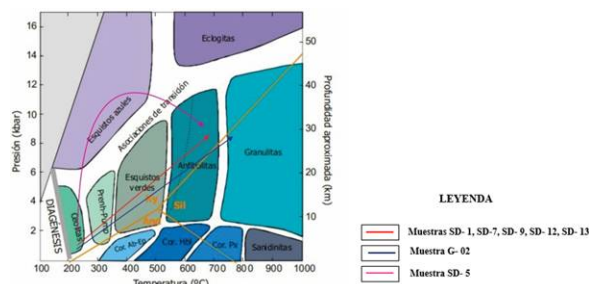 16
14
12
10
8
6
4
2
Presión (kbar)
50
40
30
20
10
Profundidad aproximada (km)
Eclogitas
Esquistos azules
Asociaciones de transición
Granulitas
Anfibolitas
Esquistos
verdes
Sil
Ky
And
Prenh-Pump
Ceolitas
DIAGÉNESIS
Cor. Ab-Ep
Cor. Hbl
Cor. Px
Sanidinitas
100 200 300 400 500 600 700 800 900 1000
Temperatura (ºC)
LEYENDA
Muestras SD- 1, SD-7, SD- 9, SD- 12, SD- 13
Muestra G- 02
Muestra SD- 5